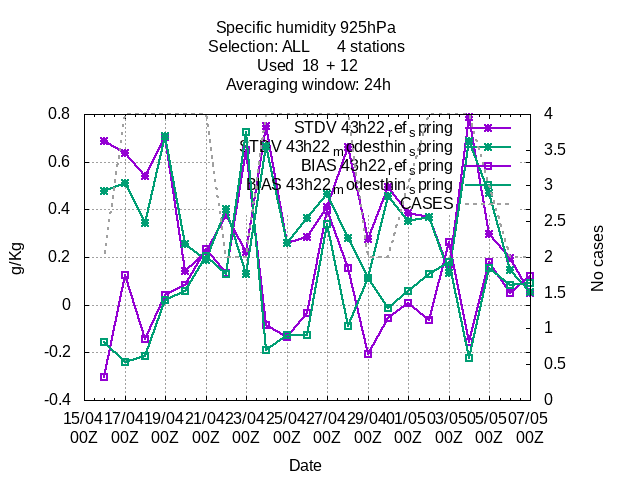 Specific humidity 925hPa
Selection: ALL 4 stations
Used 18 + 12
Averaging window: 24h
STDV 43h22_ref_spring
STDV 43h22_modesthin_spring
BIAS 43h22_ref_spring
BIAS 43h22_modesthin_spring
CASES
0.8
0.6
0.4
0.2
0
-0.2
-0.4
g/Kg
4
3.5
3
2.5
2
1.5
1
0.5
0
No cases
15/04 17/04 19/04 21/04 23/04 25/04 27/04 29/04 01/05 03/05 05/05 07/05
00Z 00Z 00Z 00Z 00Z 00Z 00Z 00Z 00Z 00Z 00Z 00Z
Date